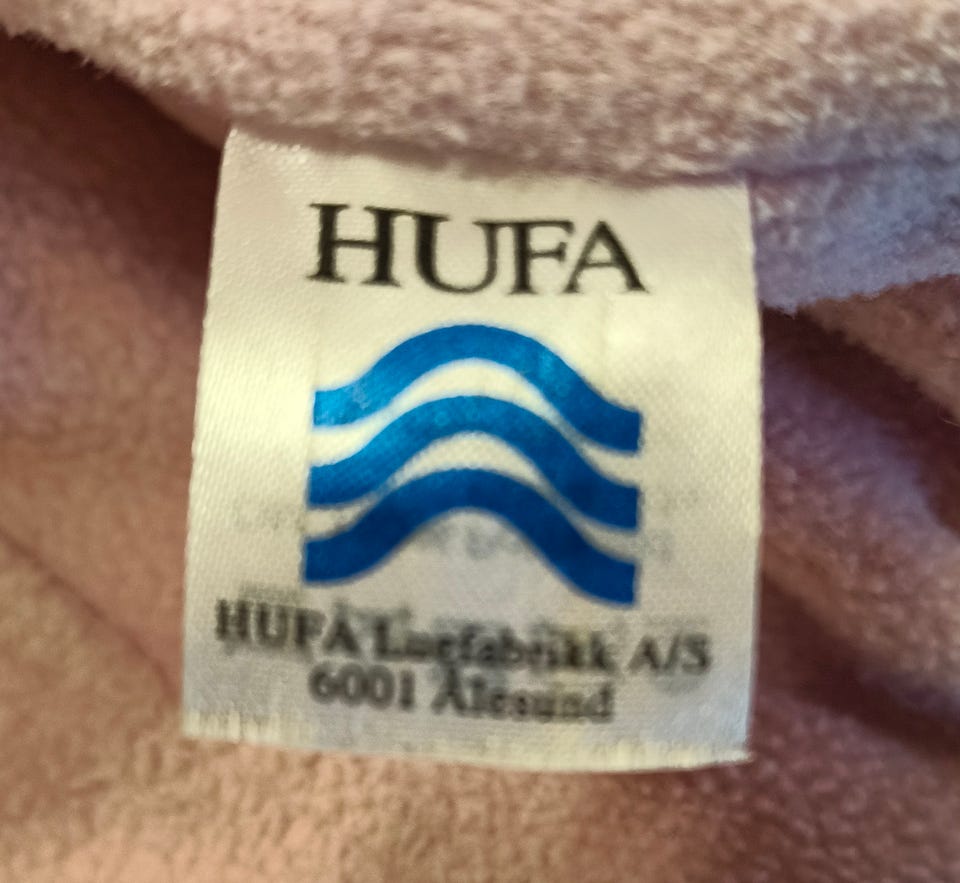 HUFA
HUFA Luefabrikk A/S
6001 Ålesund